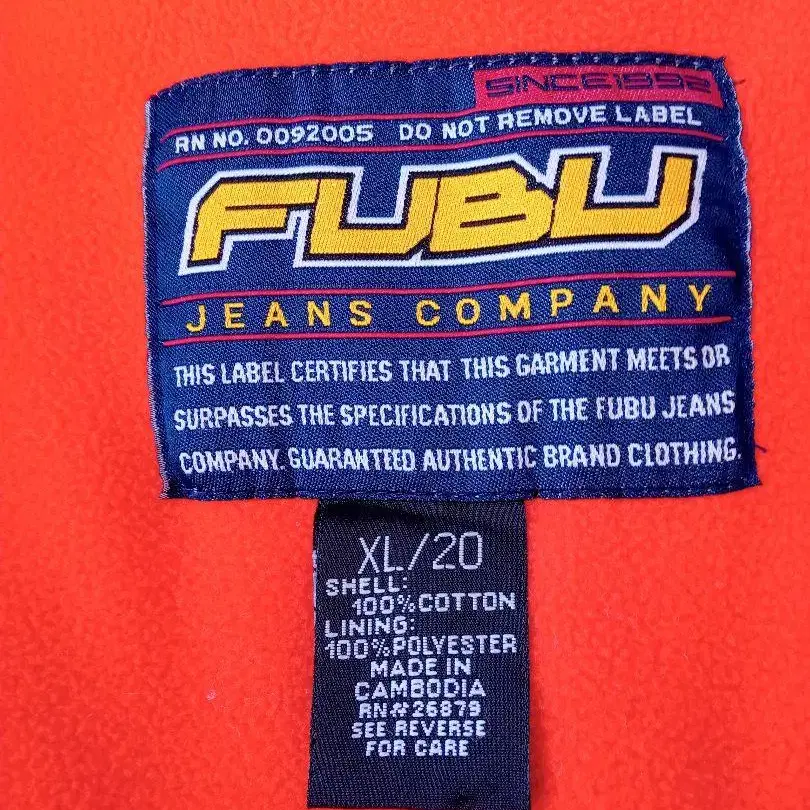 SINCE 1992
RN NO. 0092005 DO NOT REMOVE LABEL
FUBU
JEANS COMPANY
THIS LABEL CERTIFIES THAT THIS GARMENT MEETS OR
SURPASSES THE SPECIFICATIONS OF THE FUBU JEANS
COMPANY. GUARANTEED AUTHENTIC BRAND CLOTHING.
XL/20
SHELL:
100% COTTON
LINING:
100% POLYESTER
MADE IN
CAMBODIA
RN# 26879
SEE REVERSE
FOR CARE